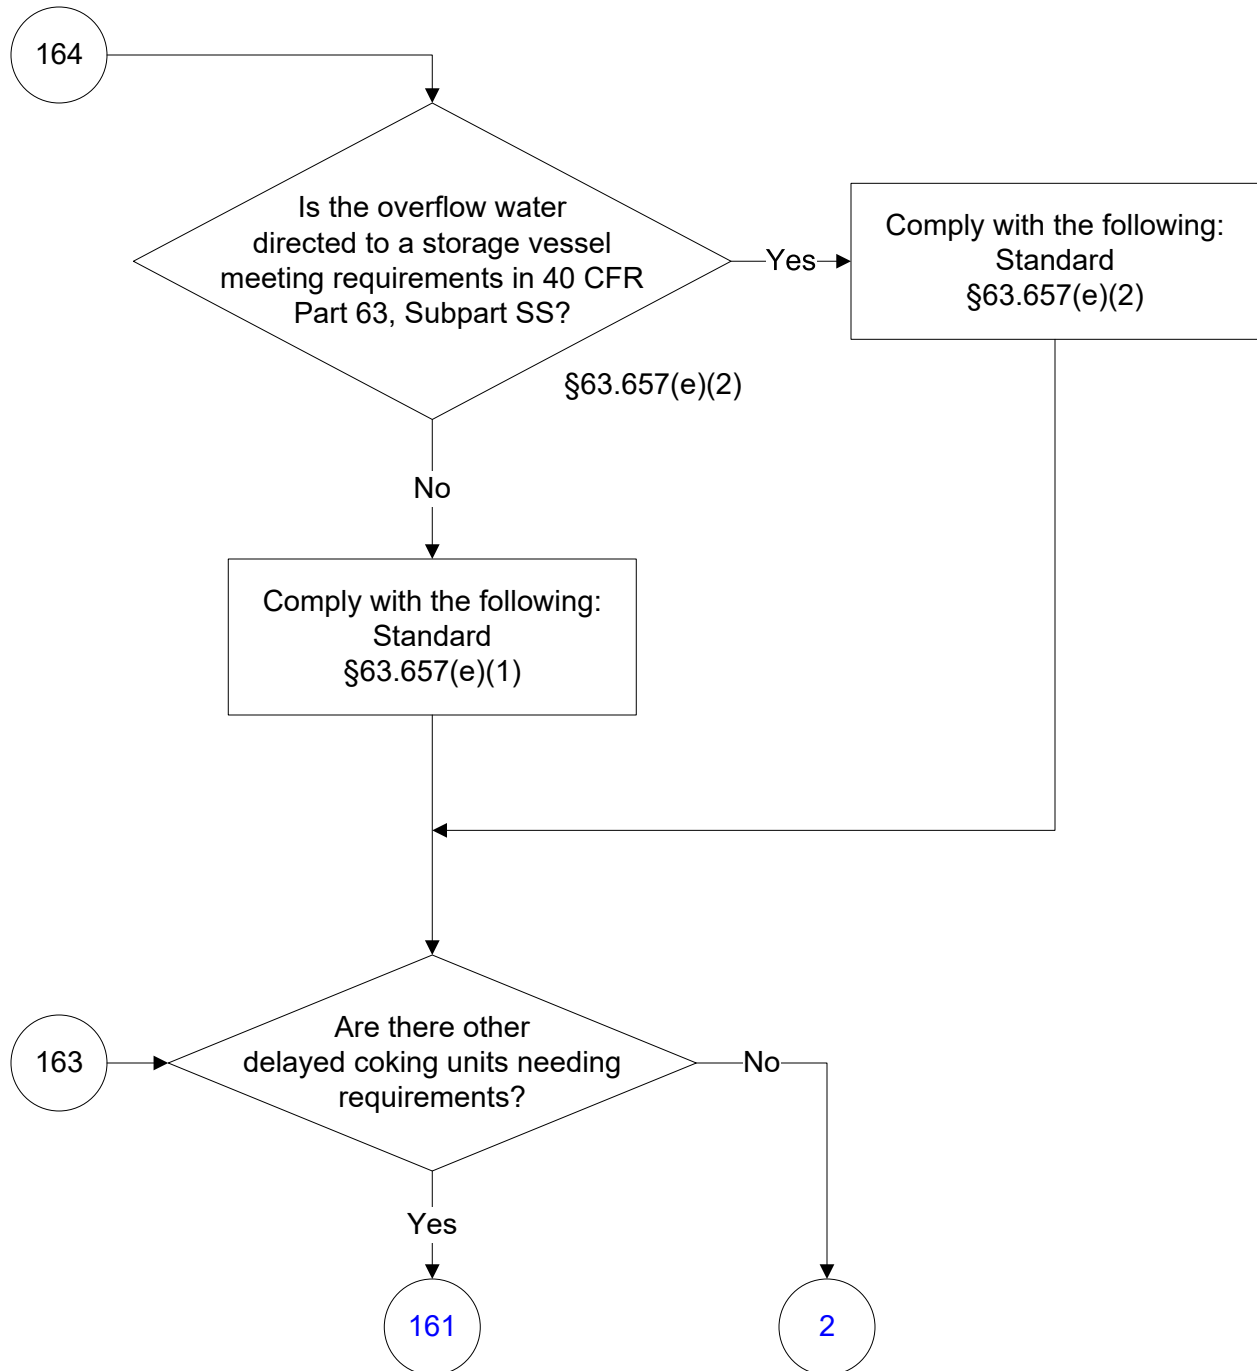 164
Is the overflow water
directed to a storage vessel
meeting requirements in 40 CFR
Part 63, Subpart SS?
Yes
Comply with the following:
Standard
§63.657(e)(2)
§63.657(e)(2)
No
Comply with the following:
Standard
§63.657(e)(1)
163
Are there other
delayed coking units needing
requirements?
No
Yes
161
2